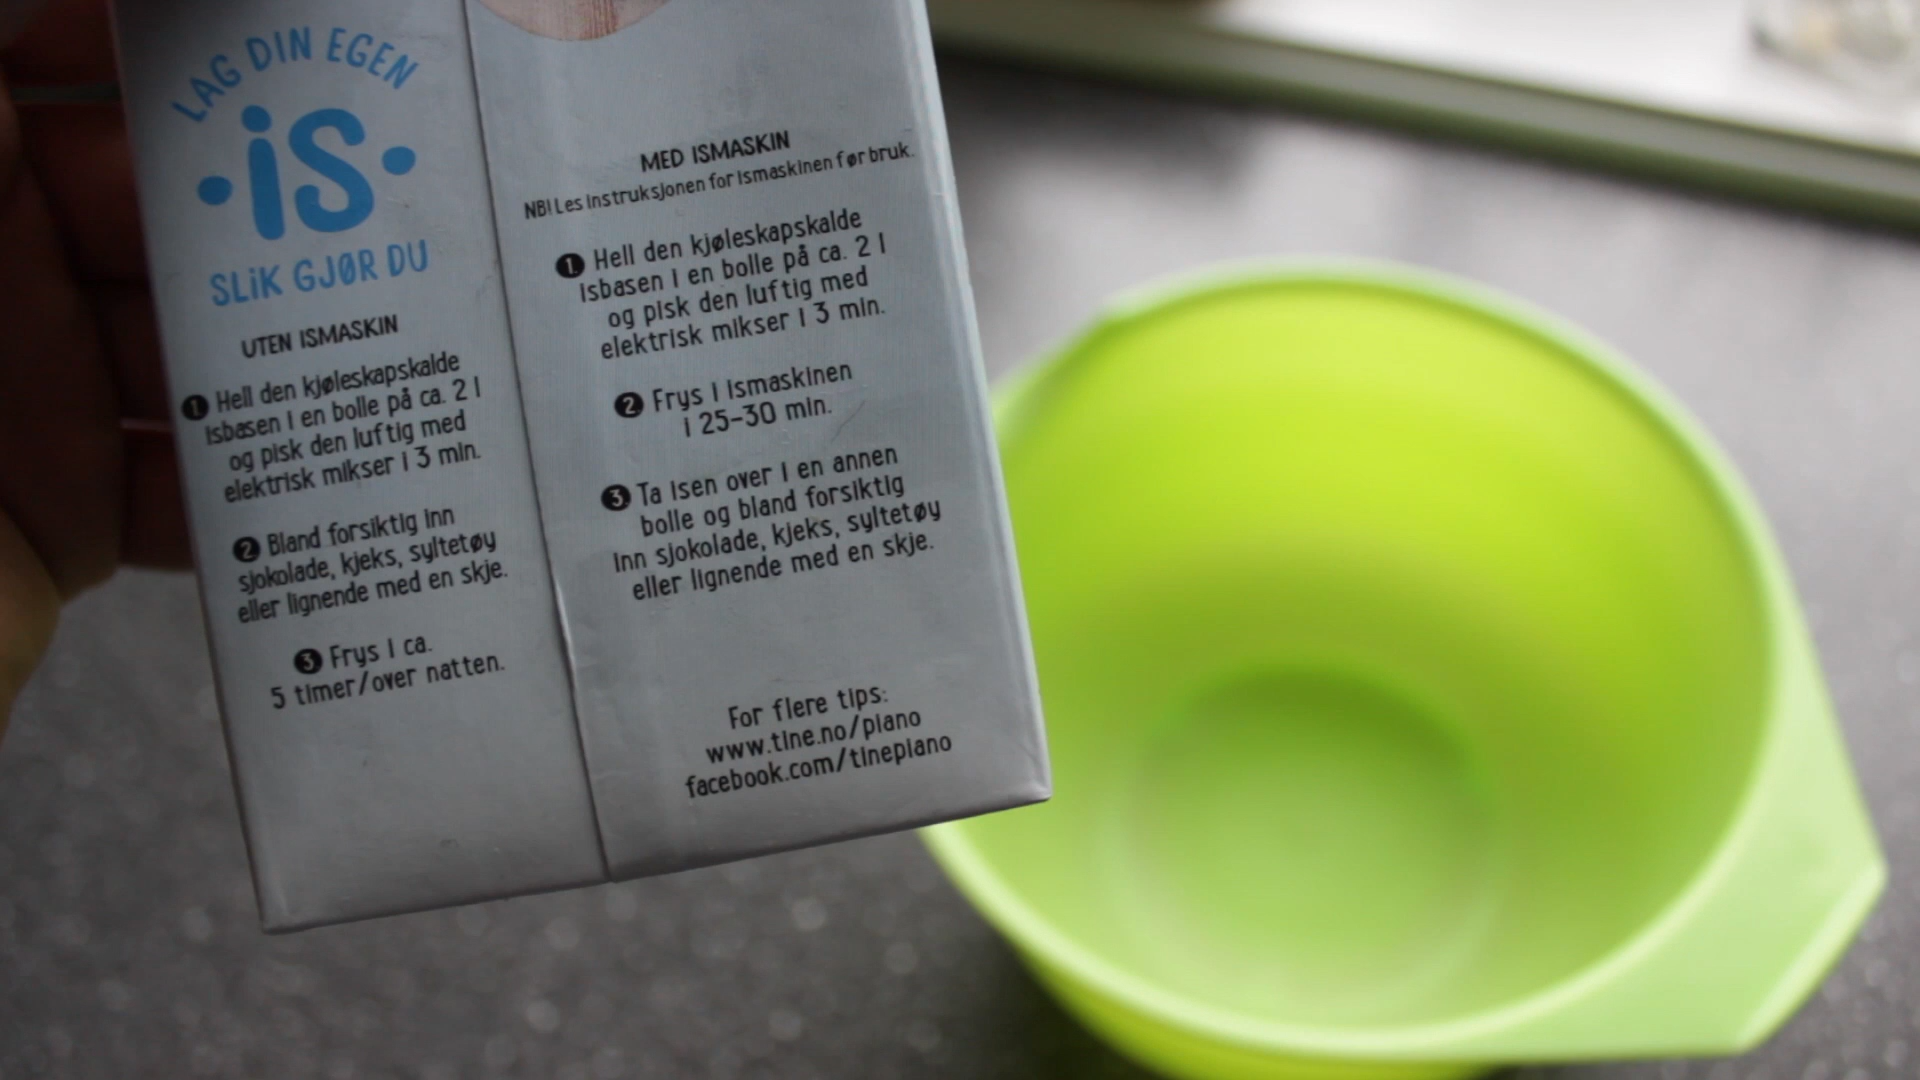 LAG DIN EGEN
·is·
SLIK GJØR DU
UTEN ISMASKIN
1. Hell den kjøleskapskalde
isbasen i en bolle på ca. 2 l
og pisk den luftig med
elektrisk mikser i 3 min.
2. Bland forsiktig inn
sjokolade, kjeks, syltetøy
eller lignende med en skje.
3 Frys i ca.
5 timer/over natten.
MED ISMASKIN
NB! Les instruksjonen for ismaskinen før bruk.
1. Hell den kjøleskapskalde
isbasen i en bolle på ca. 2 l
og pisk den luftig med
elektrisk mikser i 3 min.
2. Frys i ismaskinen
i 25-30 min.
3 Ta isen over i en annen
bolle og bland forsiktig
inn sjokolade, kjeks, syltetøy
eller lignende med en skje.
For flere tips:
www.tine.no/piano
facebook.com/tinepiano